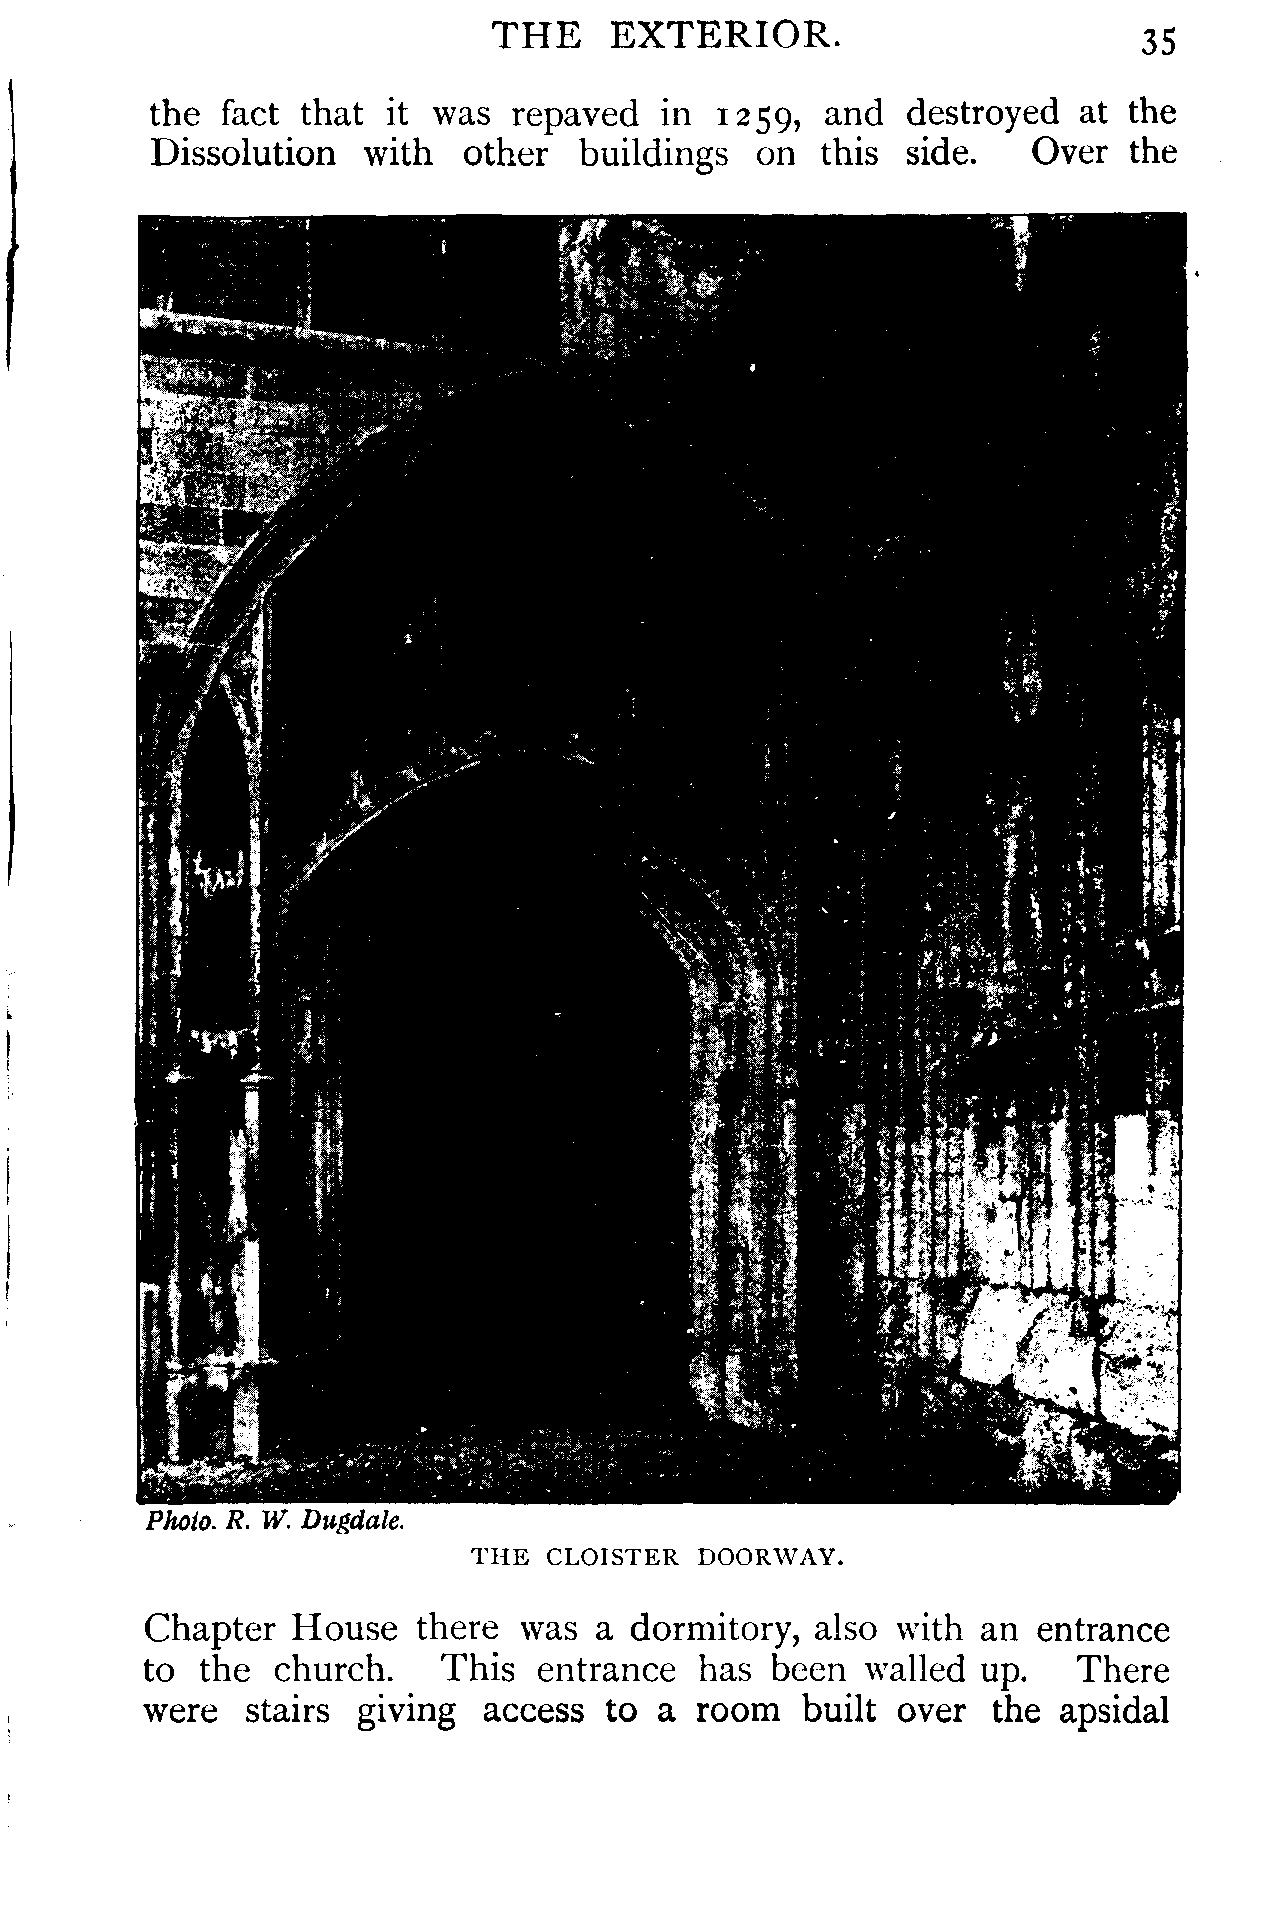 THE EXTERIOR. 35
the fact that it was repaved in 1259, and destroyed at the
Dissolution with other buildings on this side. Over the
Photo. R. W. Dugdale.
THE CLOISTER DOORWAY.
Chapter House there was a dormitory, also with an entrance
to the church. This entrance has been walled up. There
were stairs giving access to a room built over the apsidal